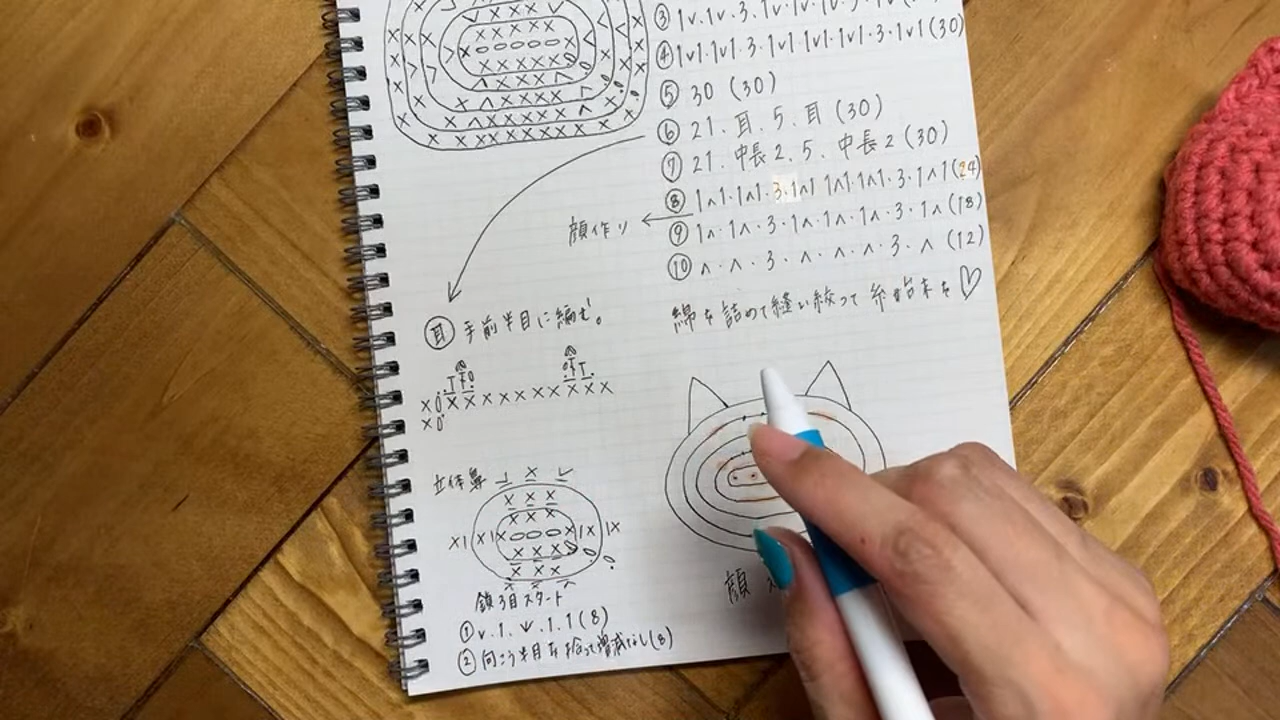 ④ 1v1.1v1.3.1v1.1v1.1v1.3.1v1(30)
⑤ 30 (30)
⑥ 21.耳.5.耳(30)
⑦ 21.中長2.5.中長2(30)
⑧ 1∧1.1∧1.3.1∧1 1∧1.1∧1.3.1∧1(24)
顔作り
⑨ 1∧.1∧.3.1∧.1∧.1∧.3.1∧(18)
⑩ ∧.∧.3.∧.∧.∧.3.∧(12)
綿を詰めて縫い絞って糸始末を♡
耳 手前半目に編む!
立体鼻
鎖3目スタート
①v.1.\|/.1.1(8)
②向こう半目を拾って増減なし(8)
顔